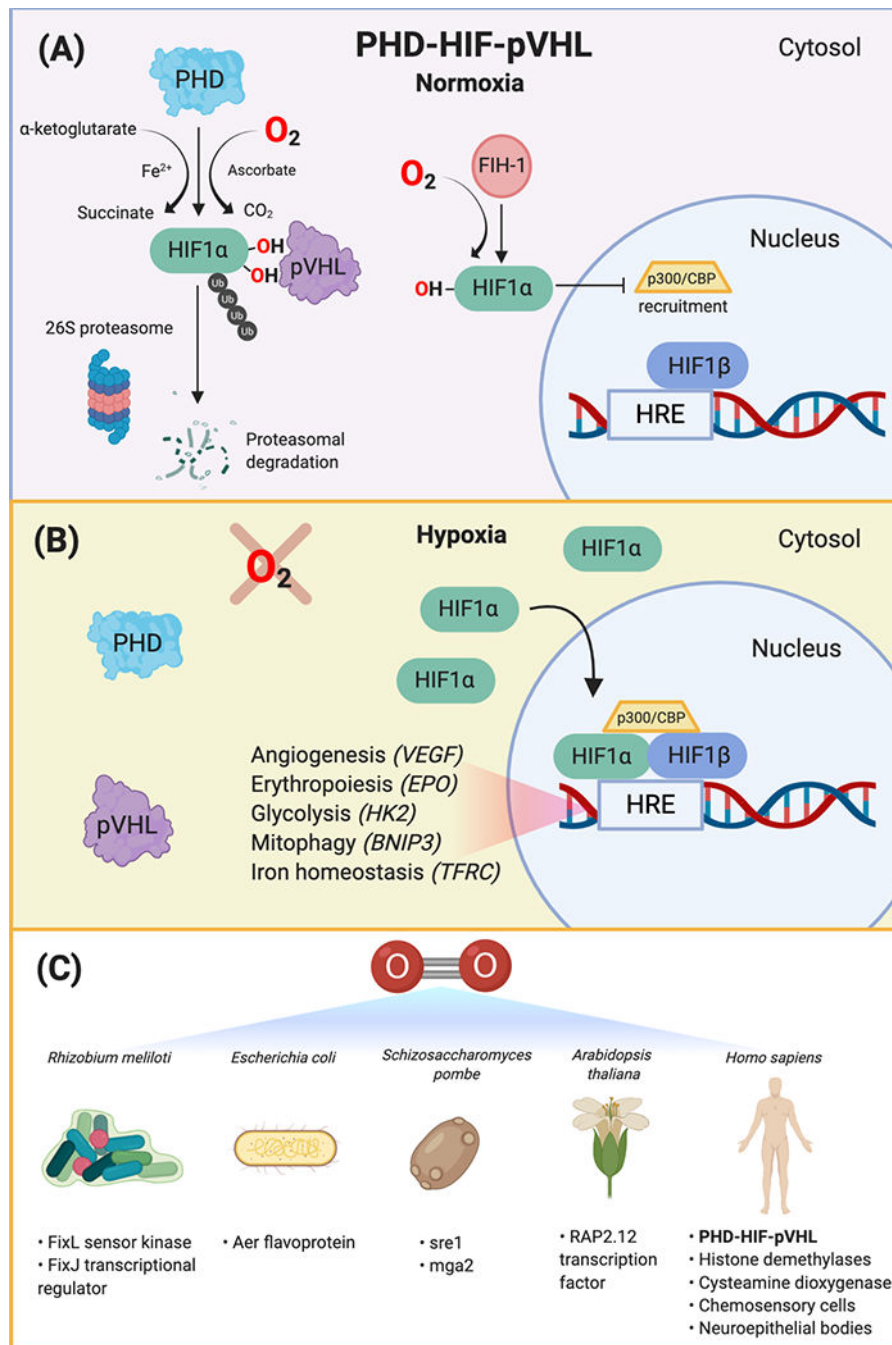 (A)
PHD-HIF-pVHL
Normoxia
Cytosol
PHD
α-ketoglutarate
O2
Fe2+
Ascorbate
Succinate
CO2
HIF1α
OH
OH
pVHL
Ub
Ub
Ub
Ub
26S proteasome
Proteasomal
degradation
O2
FIH-1
OH
HIF1α
Nucleus
p300/CBP
recruitment
HIF1β
HRE
(B)
O2
Hypoxia
Cytosol
HIF1α
HIF1α
HIF1α
PHD
pVHL
Nucleus
p300/CBP
HIF1α
HIF1β
HRE
Angiogenesis (VEGF)
Erythropoiesis (EPO)
Glycolysis (HK2)
Mitophagy (BNIP3)
Iron homeostasis (TFRC)
(C)
O
O
Rhizobium meliloti
Escherichia coli
Schizosaccharomyces
pombe
Arabidopsis
thaliana
Homo sapiens
• FixL sensor kinase
• FixJ transcriptional
regulator
• Aer flavoprotein
• sre1
• mga2
• RAP2.12
transcription
factor
• PHD-HIF-pVHL
• Histone demethylases
• Cysteamine dioxygenase
• Chemosensory cells
• Neuroepithelial bodies